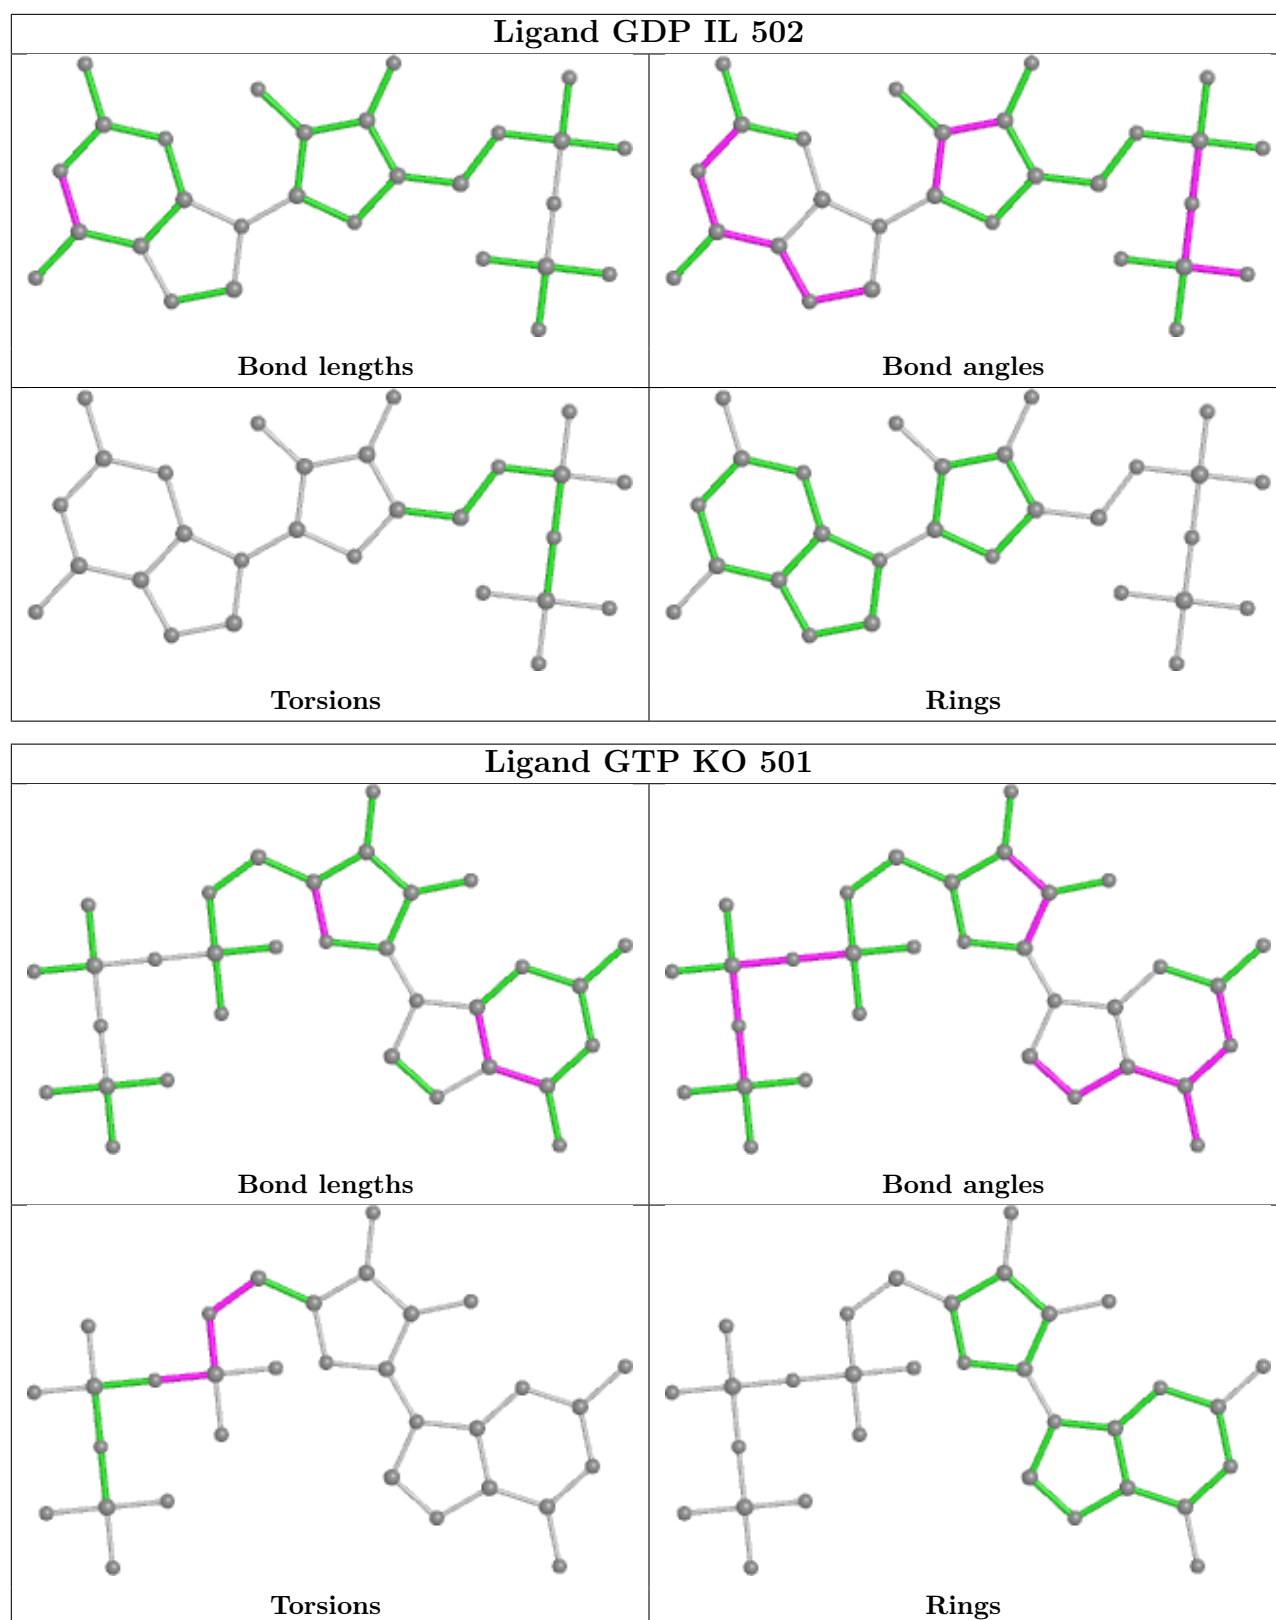 Ligand GDP IL 502
Bond lengths
Bond angles
Torsions
Rings
Ligand GTP KO 501
Bond lengths
Bond angles
Torsions
Rings